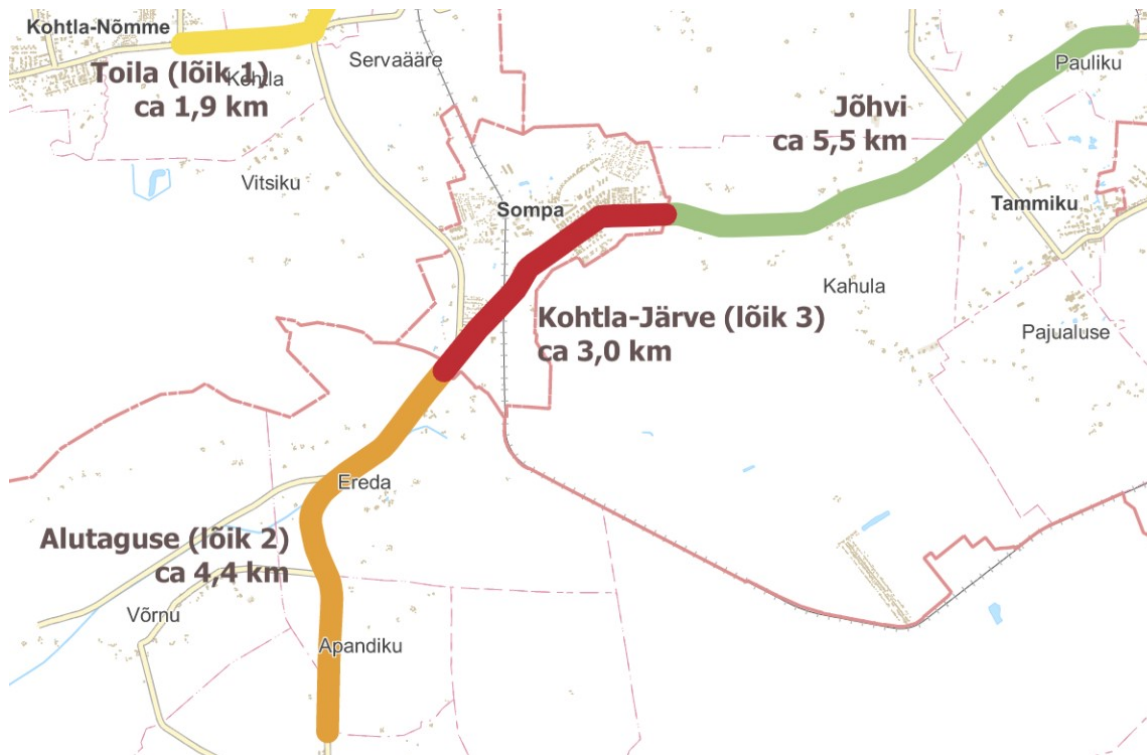 Kohtla-Nõmme
Servaääre
Toila (lõik 1)
ca 1,9 km
Kohtla
Pauliku
Jõhvi
ca 5,5 km
Vitsiku
Sompa
Tammiku
Kahula
Kohtla-Järve (lõik 3)
ca 3,0 km
Pajualuse
Ereda
Alutaguse (lõik 2)
ca 4,4 km
Võrnu
Apandiku